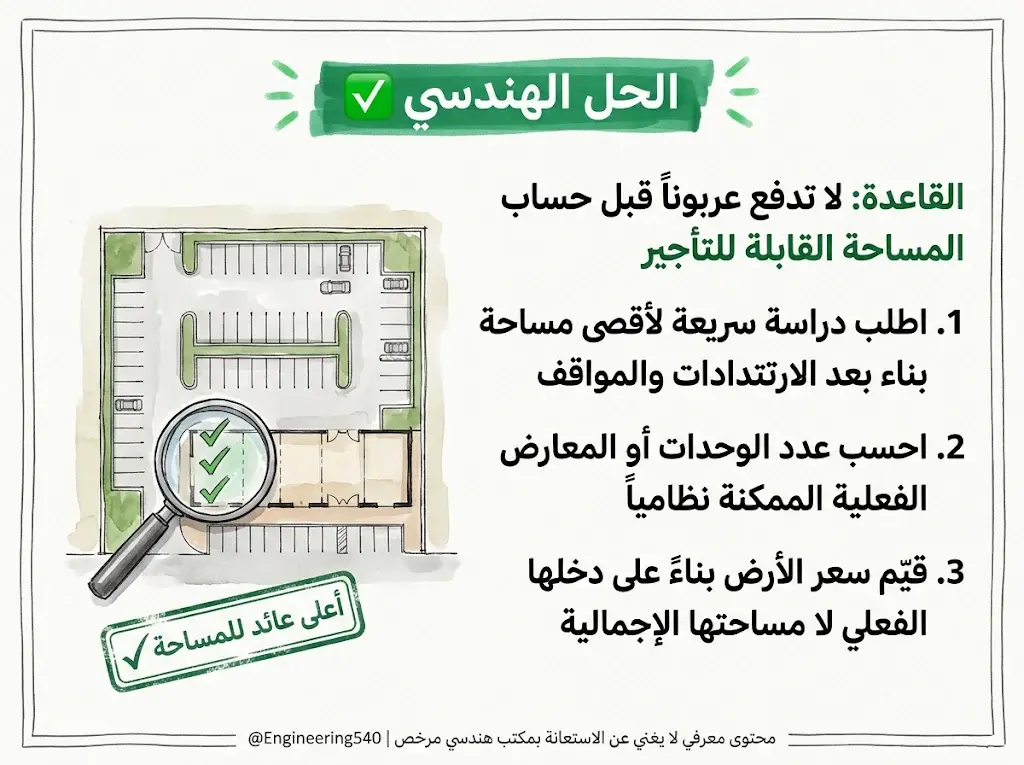 الحل الهندسي ✅
القاعدة: لا تدفع عربوناً قبل حساب
المساحة القابلة للتأجير
1. اطلب دراسة سريعة لأقصى مساحة
بناء بعد الارتتدادات والمواقف
2. احسب عدد الوحدات أو المعارض
الفعلية الممكنة نظامياً
3. قيّم سعر الأرض بناءً على دخلها
الفعلي لا مساحتها الإجمالية
أعلى عائد للمساحة ✓
محتوى معرفي لا يغني عن الاستعانة بمكتب هندسي مرخص | @Engineering540